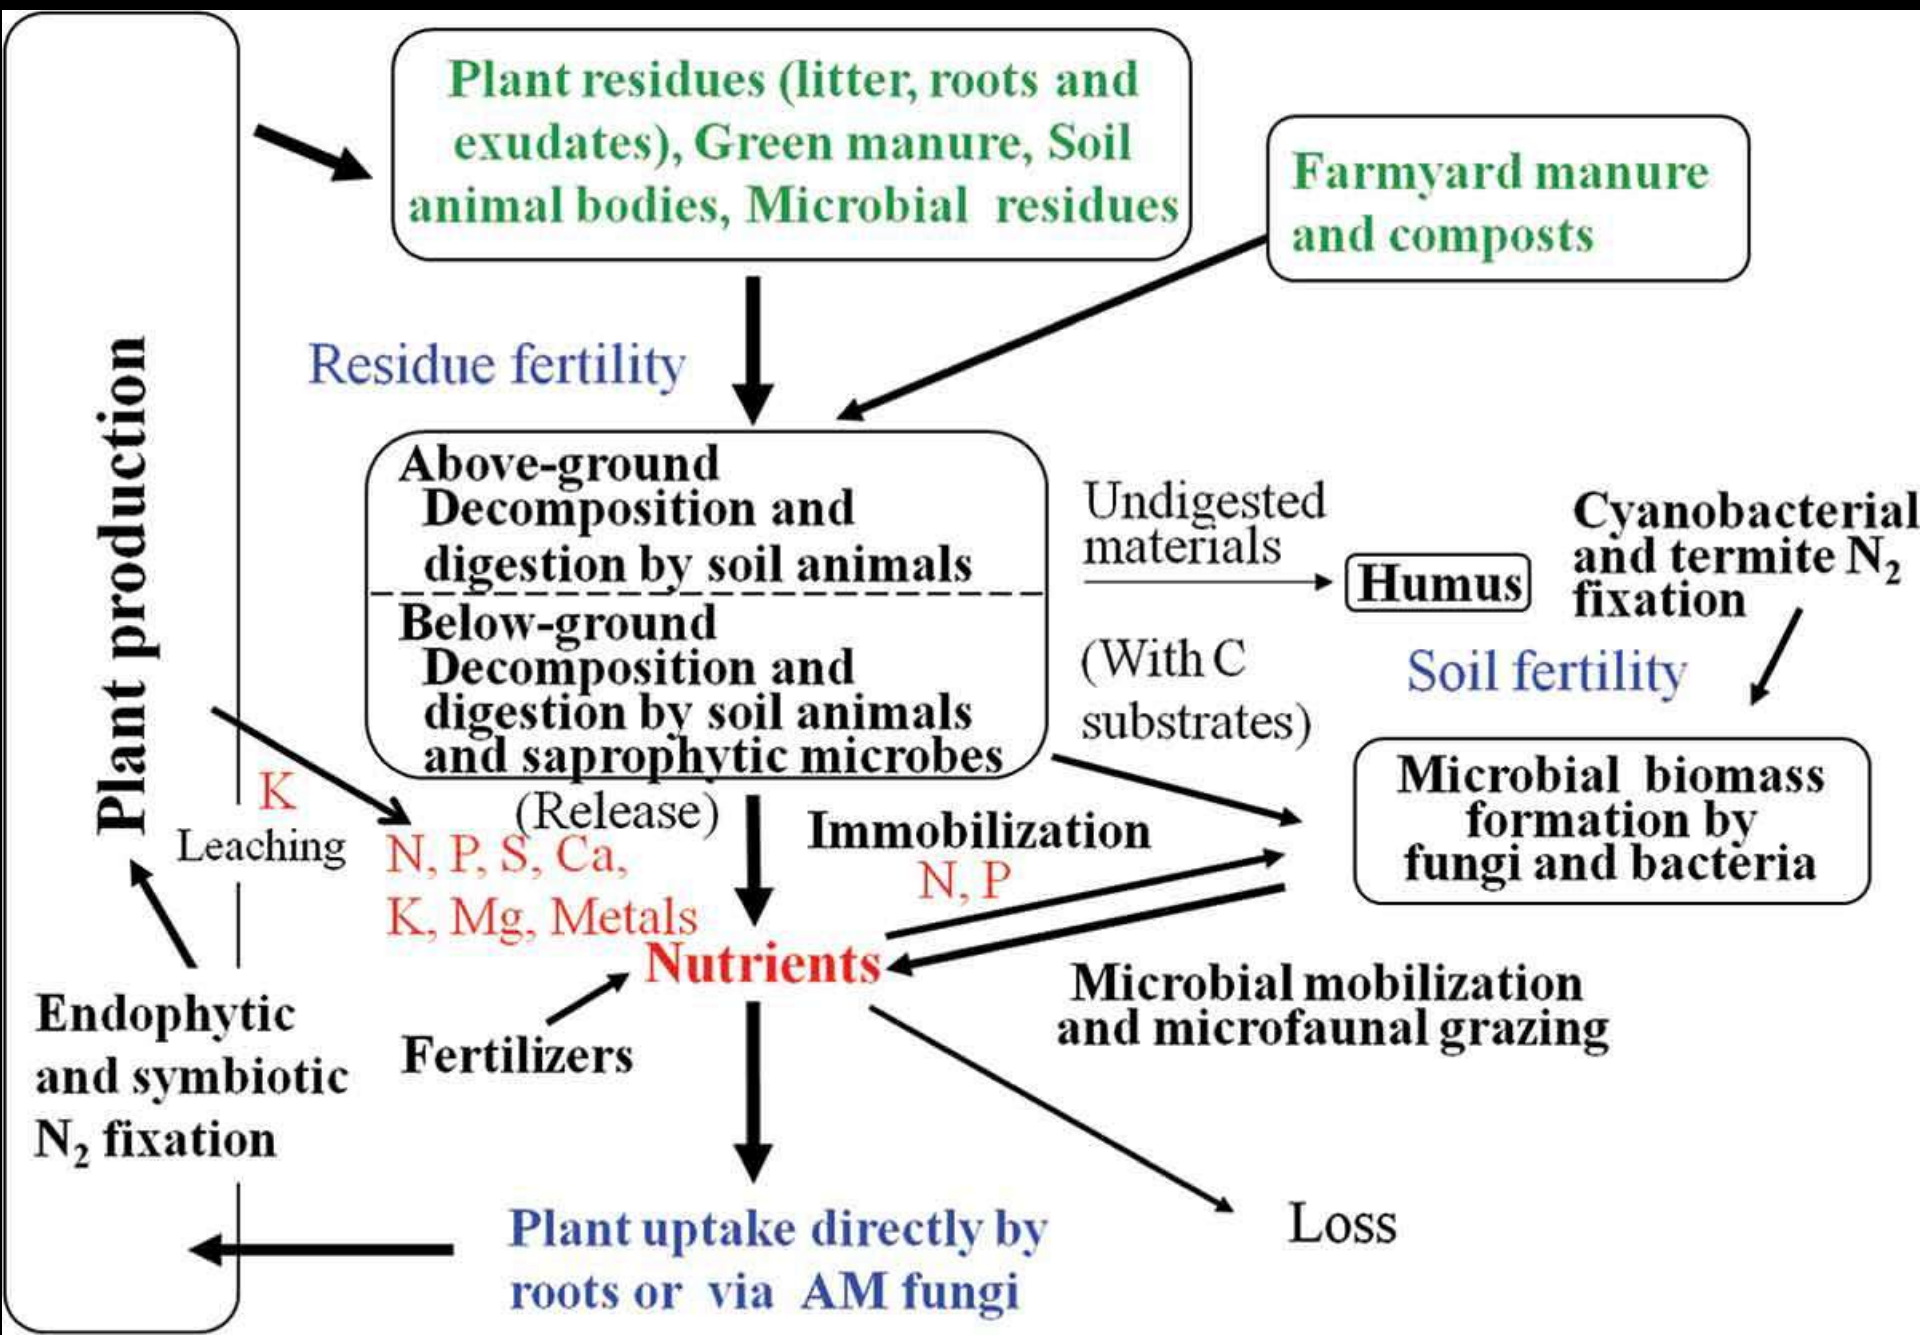 Plant residues (litter, roots and
exudates), Green manure, Soil
animal bodies, Microbial residues
Farmyard manure
and composts
Residue fertility
Plant production
Above-ground
Decomposition and
digestion by soil animals
Below-ground
Decomposition and
digestion by soil animals
and saprophytic microbes
Undigested
materials
Humus
Cyanobacterial
and termite N₂
fixation
(With C
substrates)
Soil fertility
Microbial biomass
formation by
fungi and bacteria
K
Leaching
(Release)
N, P, S, Ca,
K, Mg, Metals
Immobilization
N, P
Nutrients
Microbial mobilization
and microfaunal grazing
Endophytic
and symbiotic
N₂ fixation
Fertilizers
Loss
Plant uptake directly by
roots or via AM fungi